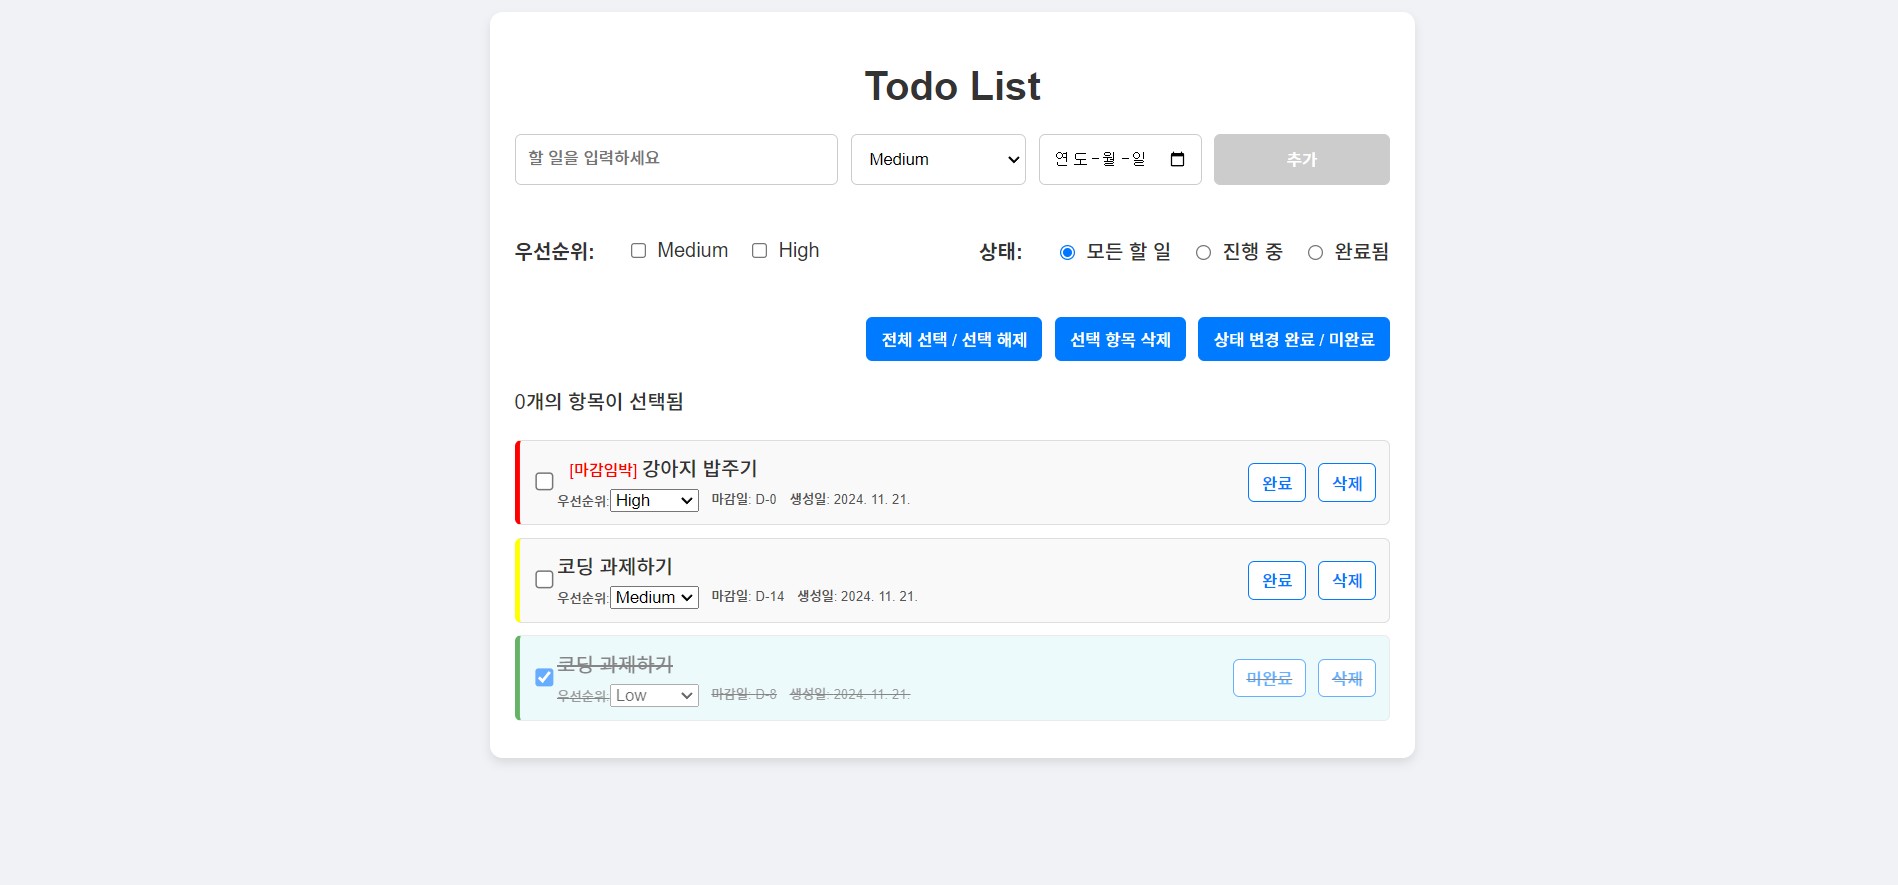 Todo List
할 일을 입력하세요 Medium 연도-월-일 추가
우선순위: Medium High 상태: 모든 할 일 진행 중 완료됨
전체 선택 / 선택 해제 선택 항목 삭제 상태 변경 완료 / 미완료
0개의 항목이 선택됨
[마감임박] 강아지 밥주기
우선순위: High 마감일: D-0 생성일: 2024. 11. 21. 완료 삭제
코딩 과제하기
우선순위: Medium 마감일: D-14 생성일: 2024. 11. 21. 완료 삭제
코딩 과제하기
우선순위: Low 마감일: D-8 생성일: 2024. 11. 21. 미완료 삭제